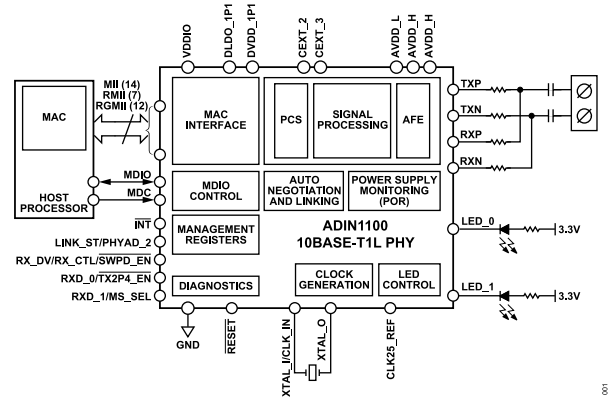 VDDIO
DLDO_1P1
DVDD_1P1
CEXT_2
CEXT_3
AVDD_L
AVDD_H
AVDD_H
MII (14)
RMII (7)
RGMII (12)
MAC
HOST
PROCESSOR
MDIO
MDC
INT
LINK_ST/PHYAD_2
RX_DV/RX_CTL/SWPD_EN
RXD_0/TX2P4_EN
RXD_1/MS_SEL
MAC
INTERFACE
PCS
SIGNAL
PROCESSING
AFE
MDIO
CONTROL
AUTO
NEGOTIATION
AND LINKING
POWER SUPPLY
MONITORING
(POR)
MANAGEMENT
REGISTERS
ADIN1100
10BASE-T1L PHY
DIAGNOSTICS
CLOCK
GENERATION
LED
CONTROL
TXP
TXN
RXP
RXN
LED_0
3.3V
LED_1
3.3V
GND
RESET
XTAL_I/CLK_IN
XTAL_O
CLK25_REF
001